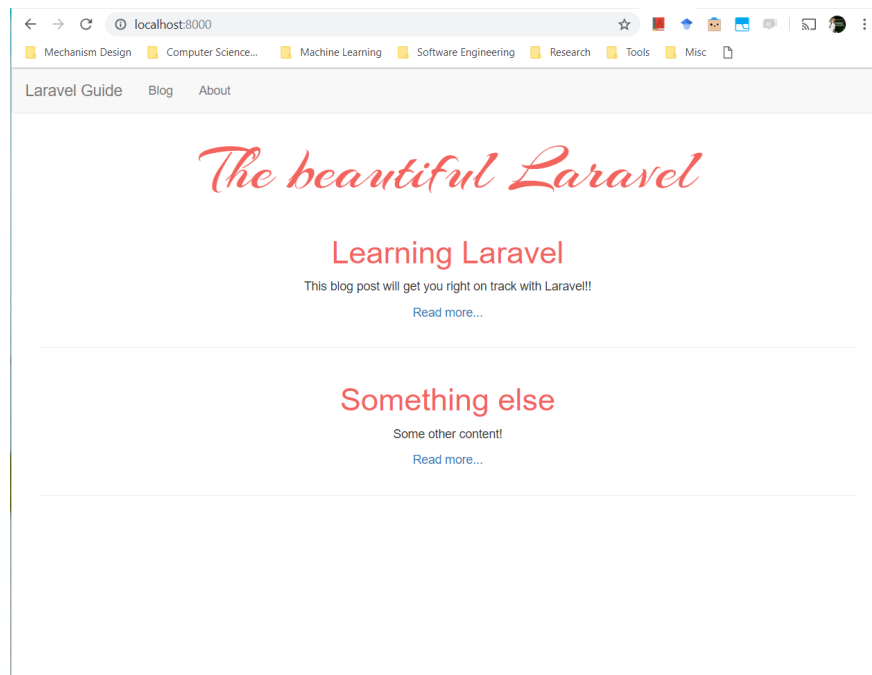 localhost:8000
Mechanism Design Computer Science... Machine Learning Software Engineering Research Tools Misc
Laravel Guide Blog About
The beautiful Laravel
Learning Laravel
This blog post will get you right on track with Laravel!!
Read more...
Something else
Some other content!
Read more...